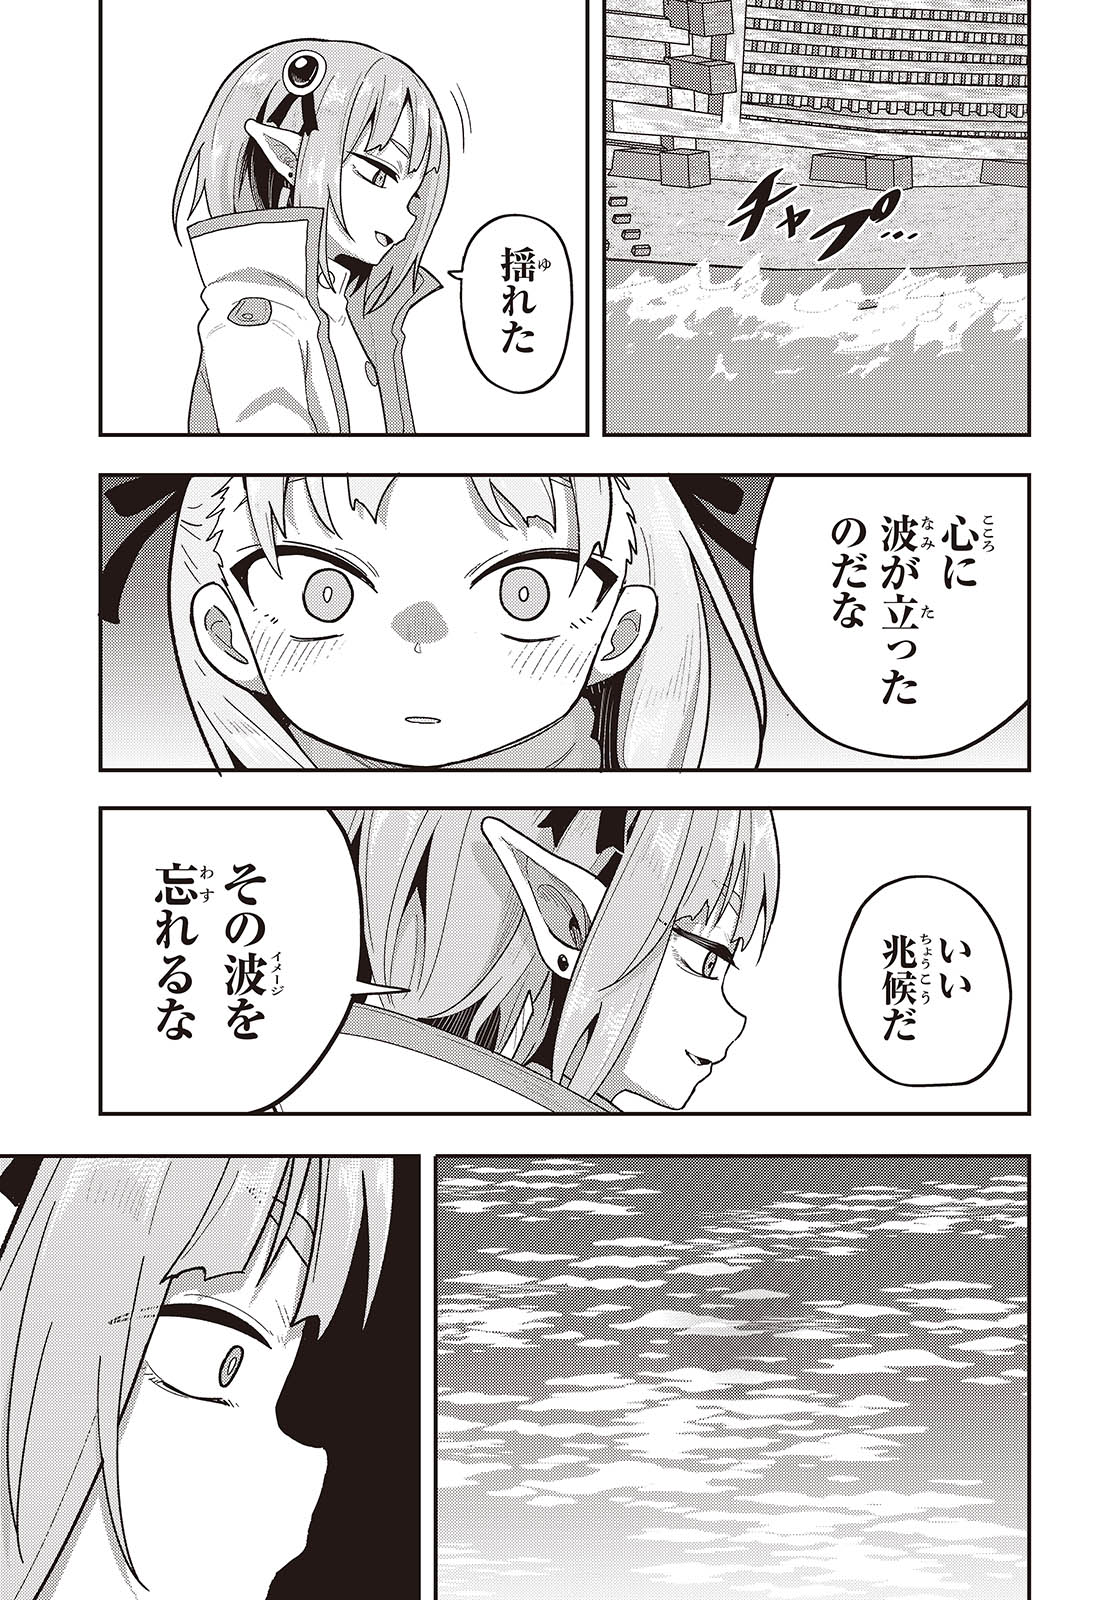 チャプ…
揺れた
心に
波が立った
のだな
いい
兆候だ
その波を
忘れるな